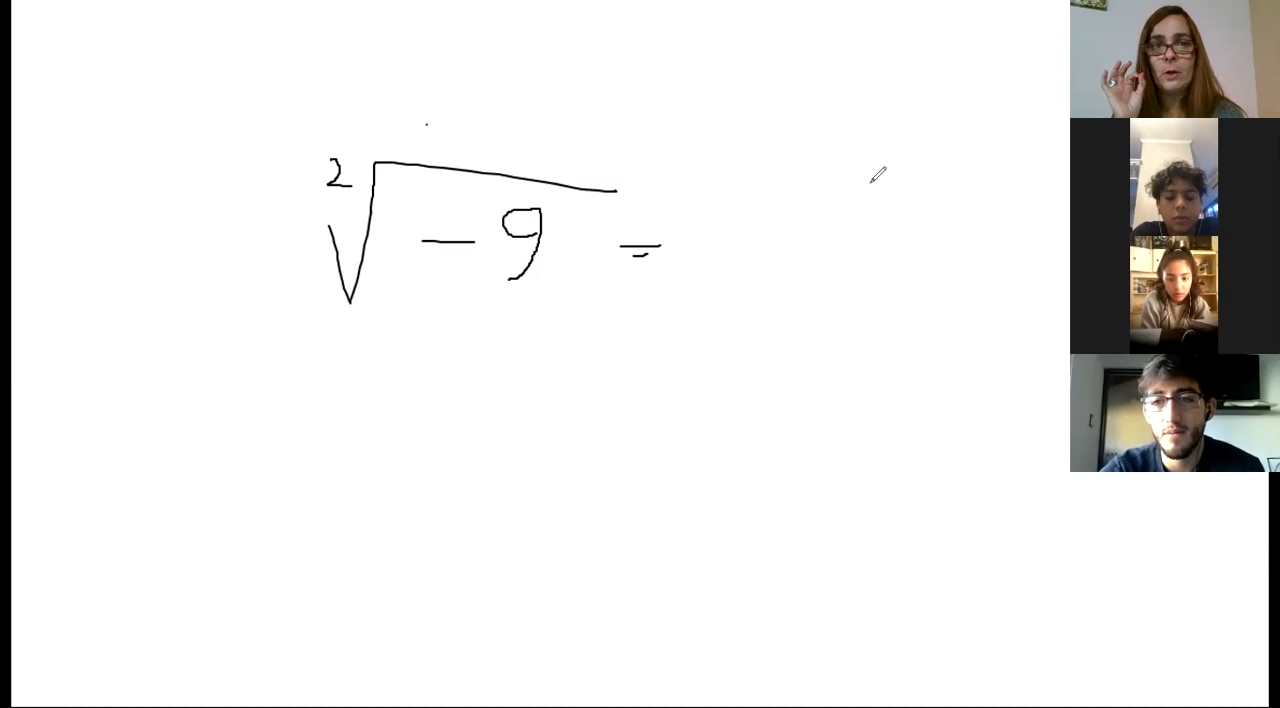 ²√-9 =